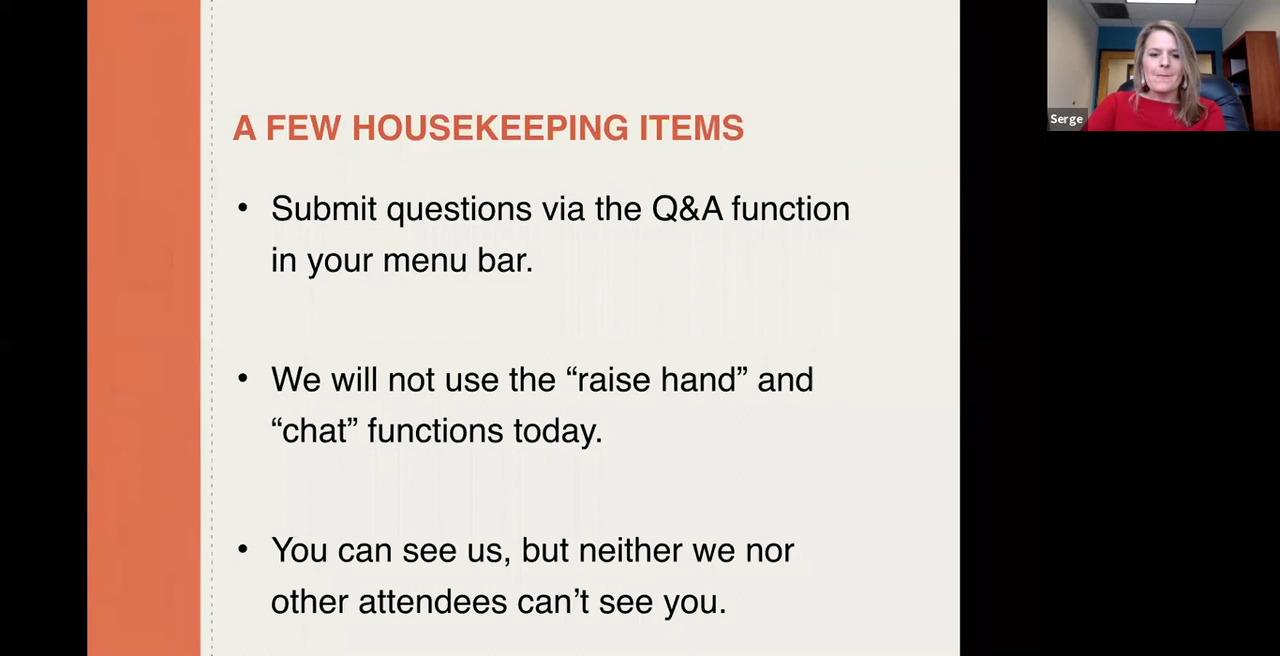 A FEW HOUSEKEEPING ITEMS
• Submit questions via the Q&A function
in your menu bar.
• We will not use the “raise hand” and
“chat” functions today.
• You can see us, but neither we nor
other attendees can’t see you.
Serge